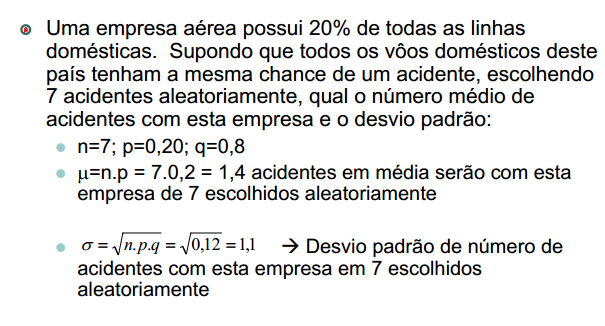 Uma empresa aérea possui 20% de todas as linhas
domésticas. Supondo que todos os vôos domésticos deste
país tenham a mesma chance de um acidente, escolhendo
7 acidentes aleatoriamente, qual o número médio de
acidentes com esta empresa e o desvio padrão:
n=7; p=0,20; q=0,8
μ=n.p = 7.0,2 = 1,4 acidentes em média serão com esta
empresa de 7 escolhidos aleatoriamente
σ = √n.p.q = √0,12 = 1,1 → Desvio padrão de número de
acidentes com esta empresa em 7 escolhidos
aleatoriamente